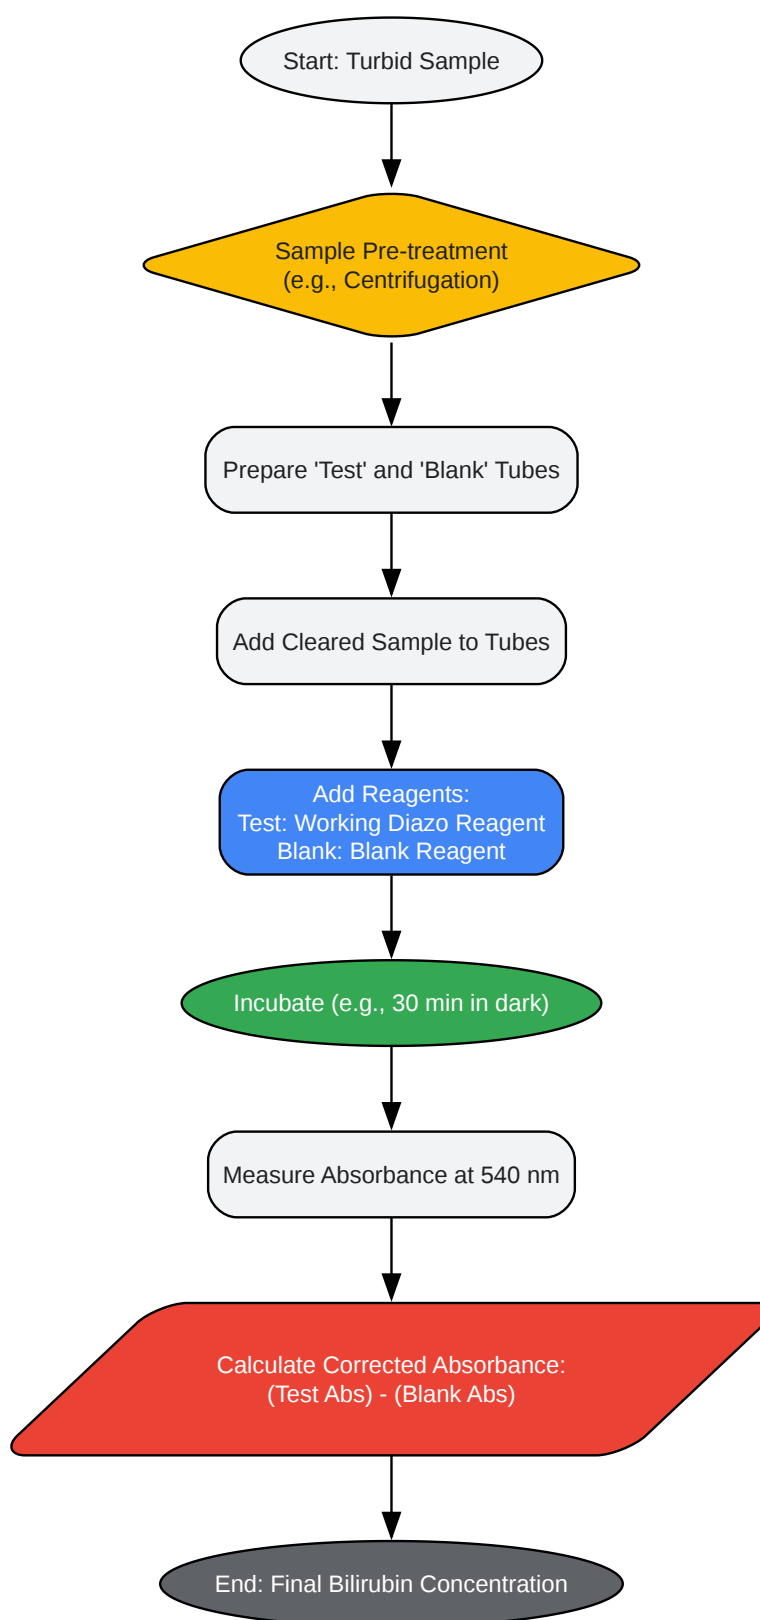 Start: Turbid Sample
Sample Pre-treatment
(e.g., Centrifugation)
Prepare 'Test' and 'Blank' Tubes
Add Cleared Sample to Tubes
Add Reagents:
Test: Working Diazo Reagent
Blank: Blank Reagent
Incubate (e.g., 30 min in dark)
Measure Absorbance at 540 nm
Calculate Corrected Absorbance:
(Test Abs) - (Blank Abs)
End: Final Bilirubin Concentration